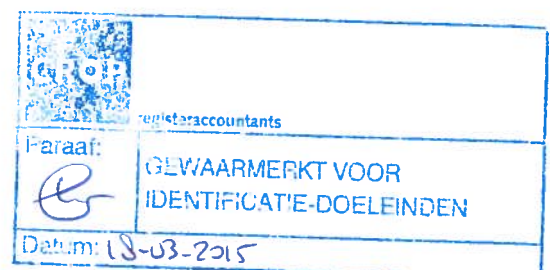 registeraccountants
Paraaf:
GEWAARMERKT VOOR
IDENTIFICATIE-DOELEINDEN
Datum: 18-03-2015